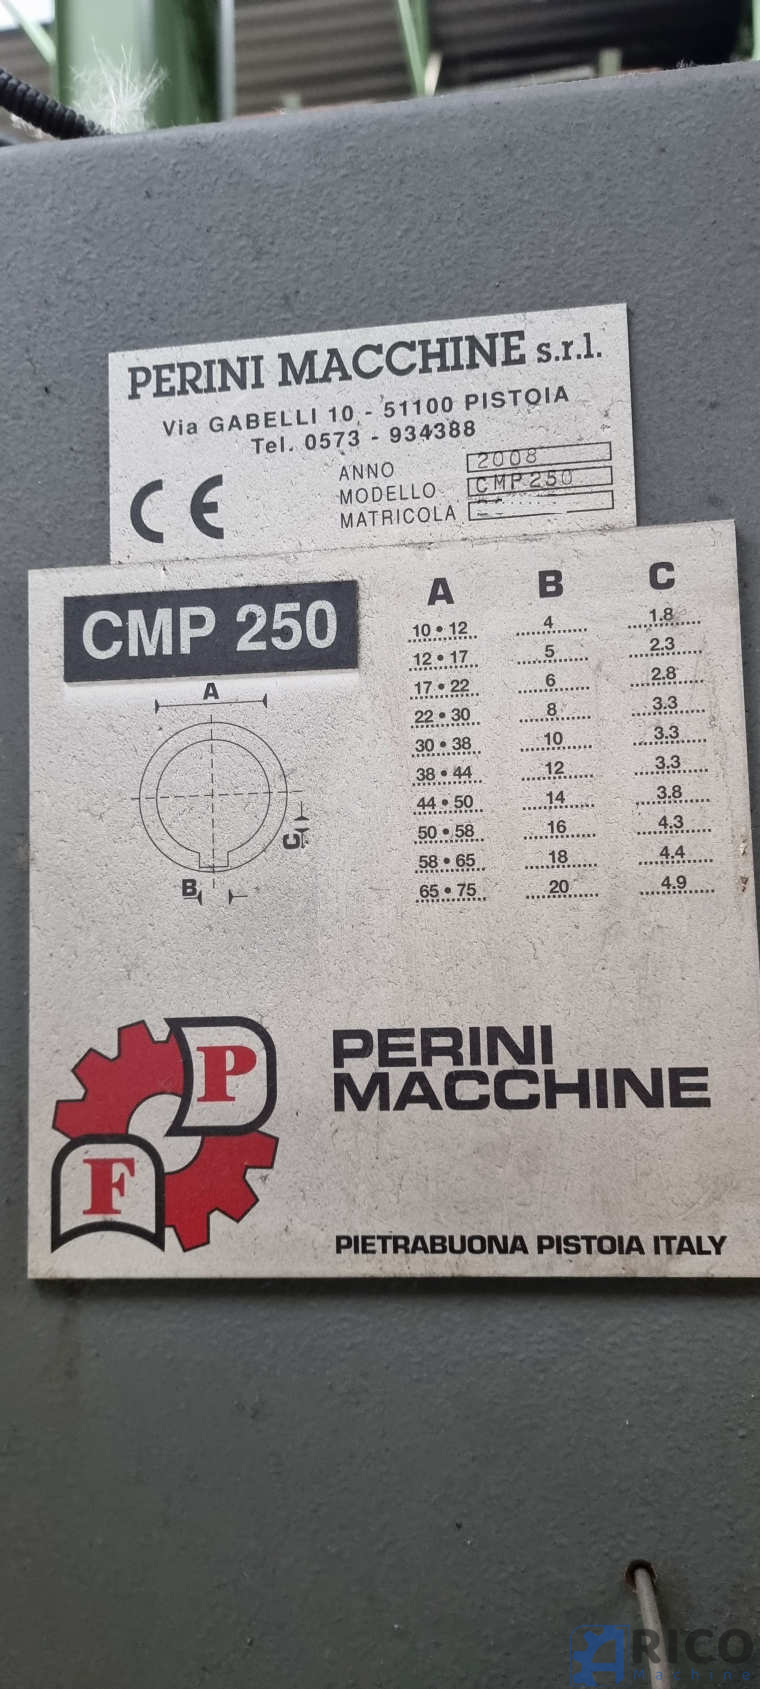 PERINI MACCHINE s.r.l.
Via GABELLI 10 - 51100 PISTOIA
Tel. 0573 - 934388
CE
ANNO 2008
MODELLO CMP250
MATRICOLA
CMP 250
A
B
C
A B C
10 • 12 4 1.8
12 • 17 5 2.3
17 • 22 6 2.8
22 • 30 8 3.3
30 • 38 10 3.3
38 • 44 12 3.3
44 • 50 14 3.8
50 • 58 16 4.3
58 • 65 18 4.4
65 • 75 20 4.9
P
F
PERINI
MACCHINE
PIETRABUONA PISTOIA ITALY
ARICO
Machine